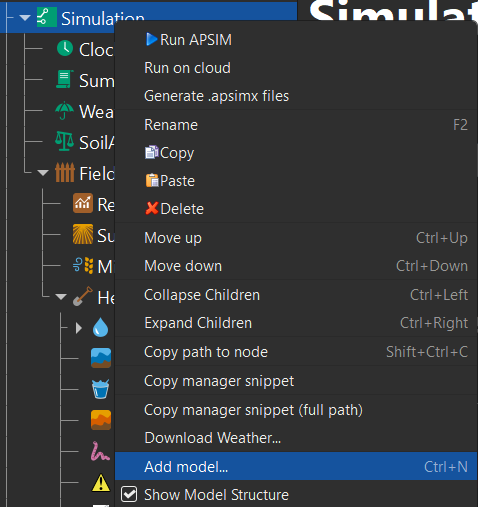 Simulation
Simulat
Clo
Sum
Wea
SoilA
Field
Re
Su
Mi
He
Run APSIM
Run on cloud
Generate .apsimx files
Rename F2
Copy
Paste
Delete
Move up Ctrl+Up
Move down Ctrl+Down
Collapse Children Ctrl+Left
Expand Children Ctrl+Right
Copy path to node Shift+Ctrl+C
Copy manager snippet
Copy manager snippet (full path)
Download Weather...
Add model... Ctrl+N
Show Model Structure